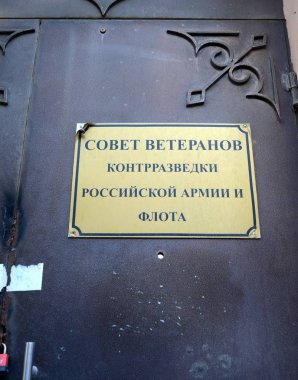 СОВЕТ ВЕТЕРАНОВ
КОНТРРАЗВЕДКИ
РОССИЙСКОЙ АРМИИ И
ФЛОТА